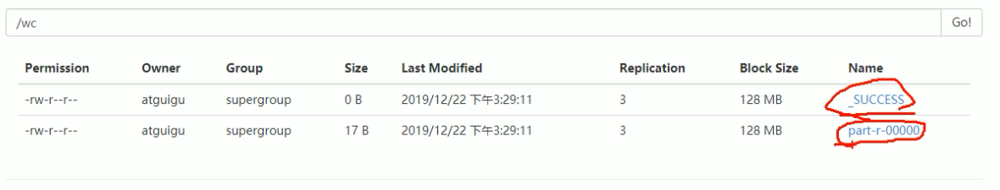 /wc Go!
Permission Owner Group Size Last Modified Replication Block Size Name
-rw-r--r-- atguigu supergroup 0 B 2019/12/22 下午3:29:11 3 128 MB _SUCCESS
-rw-r--r-- atguigu supergroup 17 B 2019/12/22 下午3:29:11 3 128 MB part-r-00000